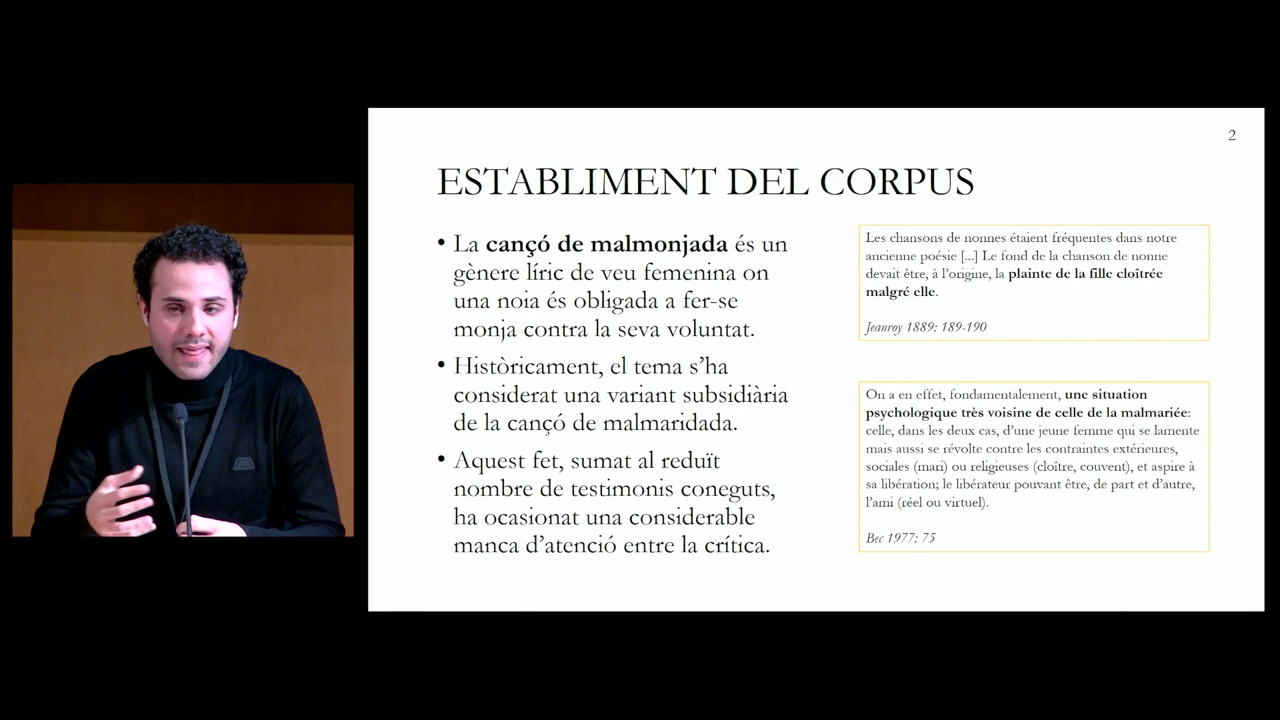 2
ESTABLIMENT DEL CORPUS
• La cançó de malmonjada és un
gènere líric de veu femenina on
una noia és obligada a fer-se
monja contra la seva voluntat.
• Històricament, el tema s’ha
considerat una variant subsidiària
de la cançó de malmaridada.
• Aquest fet, sumat al reduït
nombre de testimonis coneguts,
ha ocasionat una considerable
manca d’atenció entre la crítica.
Les chansons de nonnes étaient fréquentes dans notre
ancienne poésie [...] Le fond de la chanson de nonne
devait être, à l’origine, la plainte de la fille cloîtrée
malgré elle.
Jeanroy 1889: 189-190
On a en effet, fondamentalement, une situation
psychologique très voisine de celle de la malmariée:
celle, dans les deux cas, d’une jeune femme qui se lamente
mais aussi se révolte contre les contraintes extérieures,
sociales (mari) ou religieuses (cloître, couvent), et aspire à
sa libération; le libérateur pouvant être, de part et d’autre,
l’ami (réel ou virtuel).
Bec 1977: 75